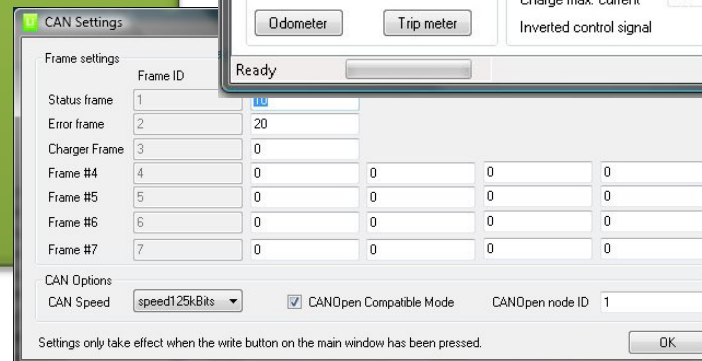 Charge max. current
Odometer Trip meter Inverted control signal
Ready
U CAN Settings
Frame settings
Frame ID
Status frame 1 10
Error frame 2 20
Charger Frame 3 0
Frame #4 4 0 0 0 0
Frame #5 5 0 0 0 0
Frame #6 6 0 0 0 0
Frame #7 7 0 0 0 0
CAN Options
CAN Speed speed125kBits CANOpen Compatible Mode CANOpen node ID 1
Settings only take effect when the write button on the main window has been pressed. OK